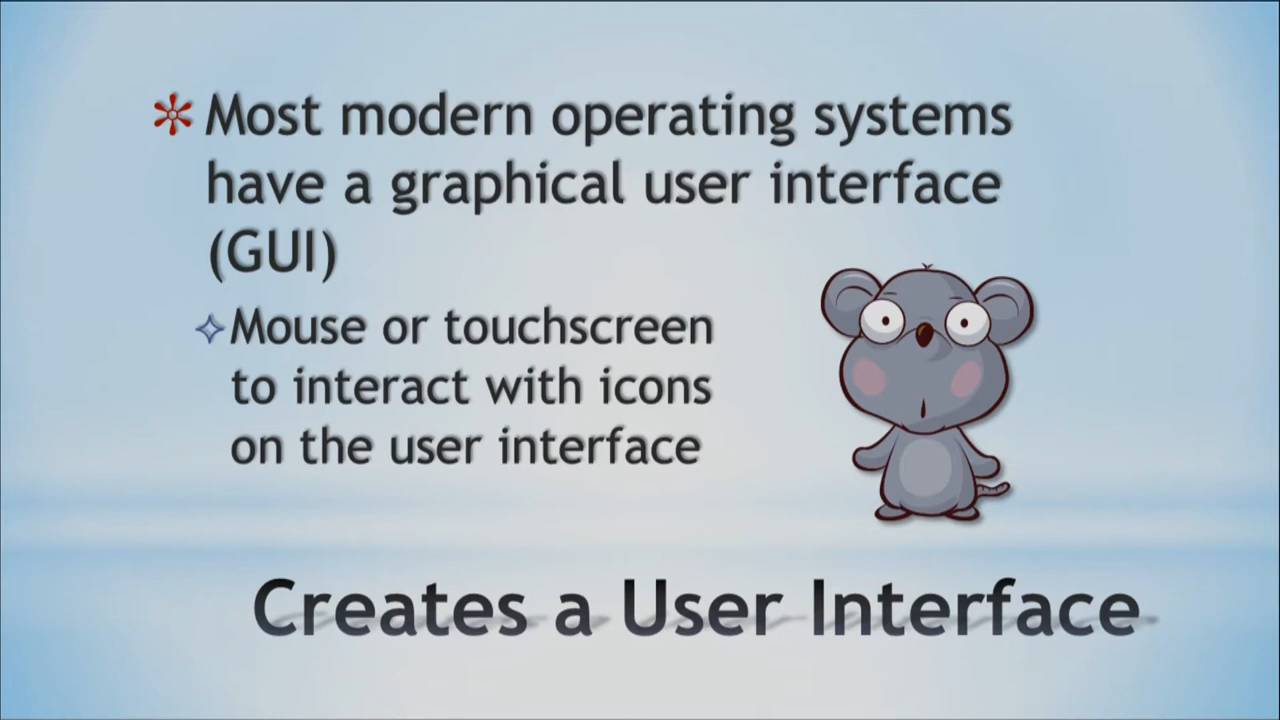 Most modern operating systems
have a graphical user interface
(GUI)
Mouse or touchscreen
to interact with icons
on the user interface
Creates a User Interface